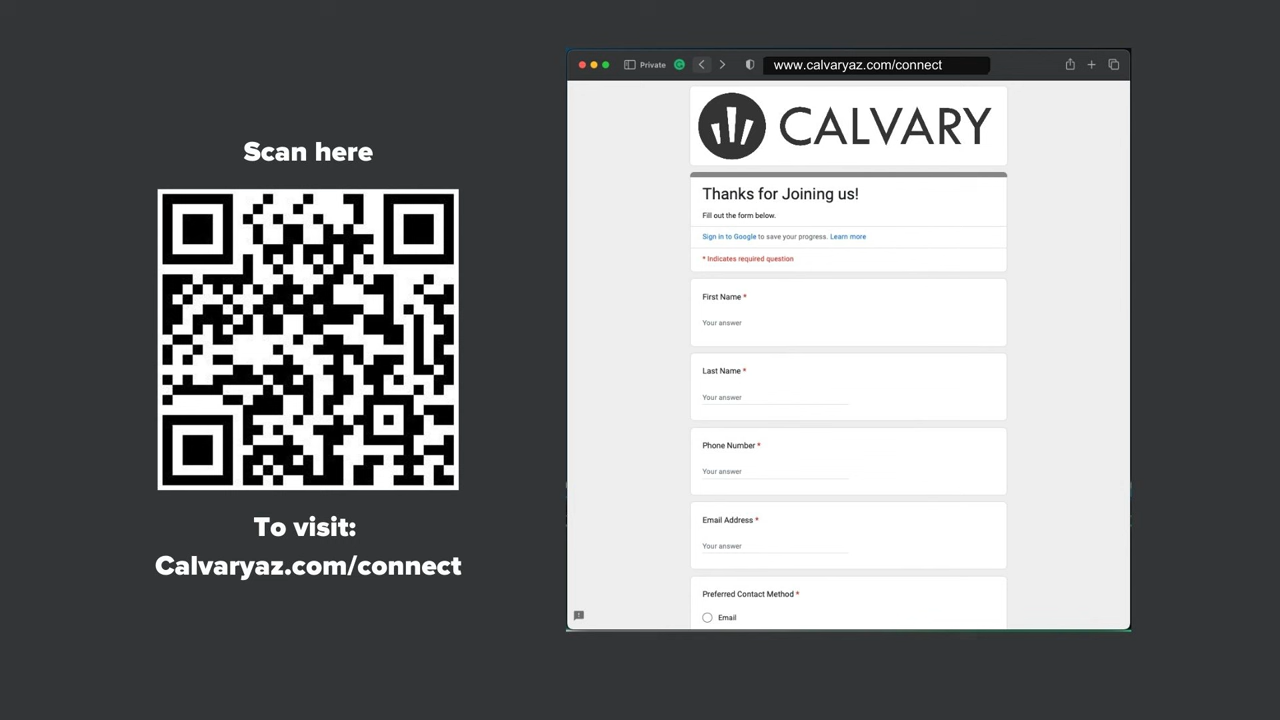 Scan here
To visit:
Calvaryaz.com/connect
Private
www.calvaryaz.com/connect
CALVARY
Thanks for Joining us!
Fill out the form below.
Sign in to Google to save your progress. Learn more
* Indicates required question
First Name *
Your answer
Last Name *
Your answer
Phone Number *
Your answer
Email Address *
Your answer
Preferred Contact Method *
Email